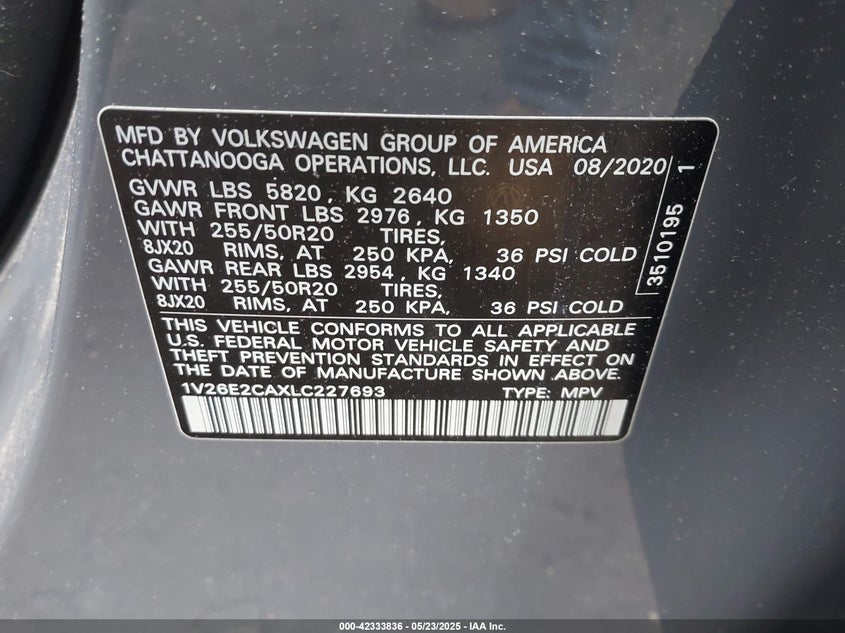 MFD BY VOLKSWAGEN GROUP OF AMERICA
CHATTANOOGA OPERATIONS, LLC. USA 08/2020
GVWR LBS 5820, KG 2640
GAWR FRONT LBS 2976, KG 1350
WITH 255/50R20 TIRES,
8JX20 RIMS, AT 250 KPA, 36 PSI COLD
GAWR REAR LBS 2954, KG 1340
WITH 255/50R20 TIRES,
8JX20 RIMS, AT 250 KPA, 36 PSI COLD
THIS VEHICLE CONFORMS TO ALL APPLICABLE
U.S. FEDERAL MOTOR VEHICLE SAFETY AND
THEFT PREVENTION STANDARDS IN EFFECT ON
THE DATE OF MANUFACTURE SHOWN ABOVE.
1V26E2CAXLC227693 TYPE: MPV
3510195 1
000-42333836 - 05/23/2025 - IAA Inc.